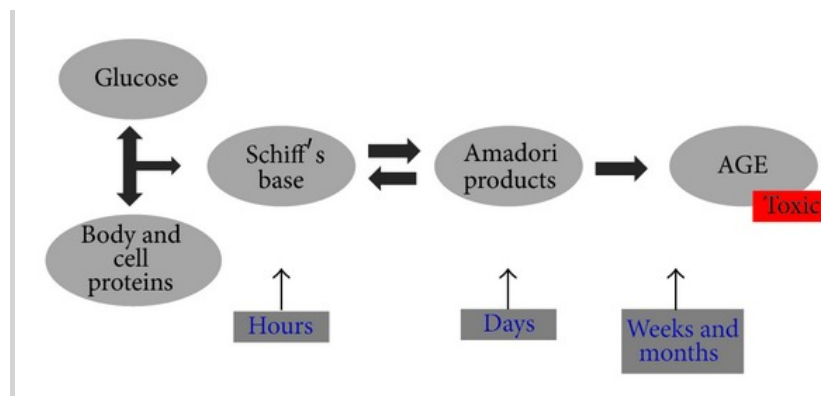 Glucose
Schiff's
base
Amadori
products
AGE
Toxic
Body and
cell
proteins
Hours
Days
Weeks and
months